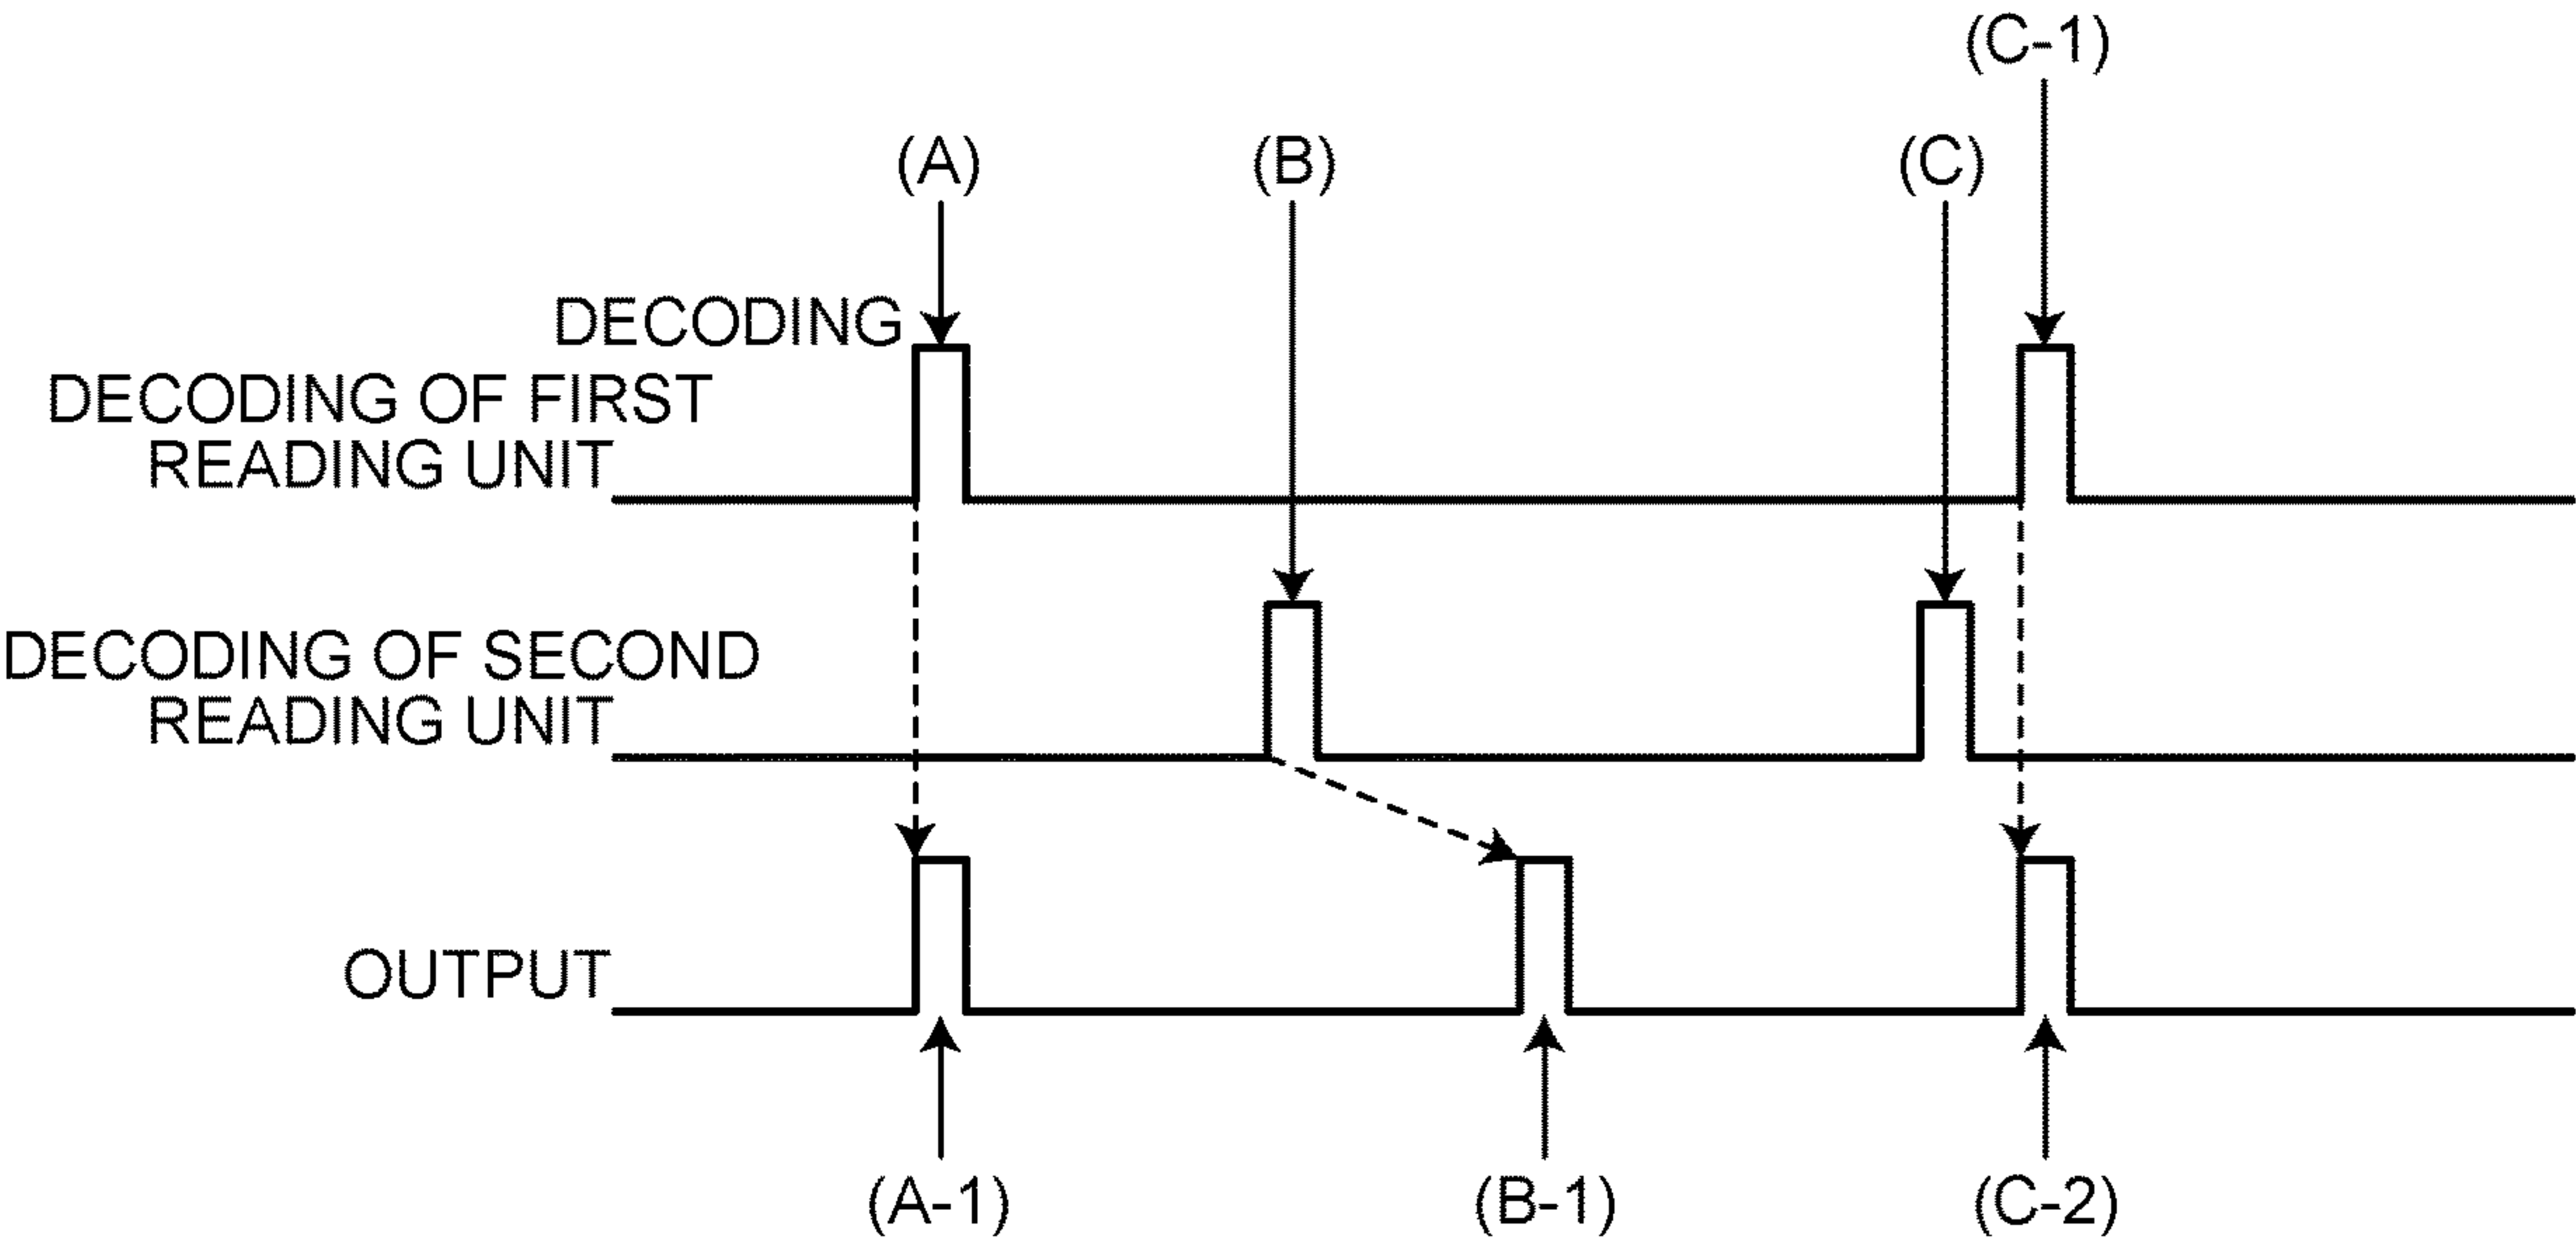 (C-1)
(A)
(B)
(C)
DECODING
DECODING OF FIRST
READING UNIT
DECODING OF SECOND
READING UNIT
OUTPUT
(A-1)
(B-1)
(C-2)